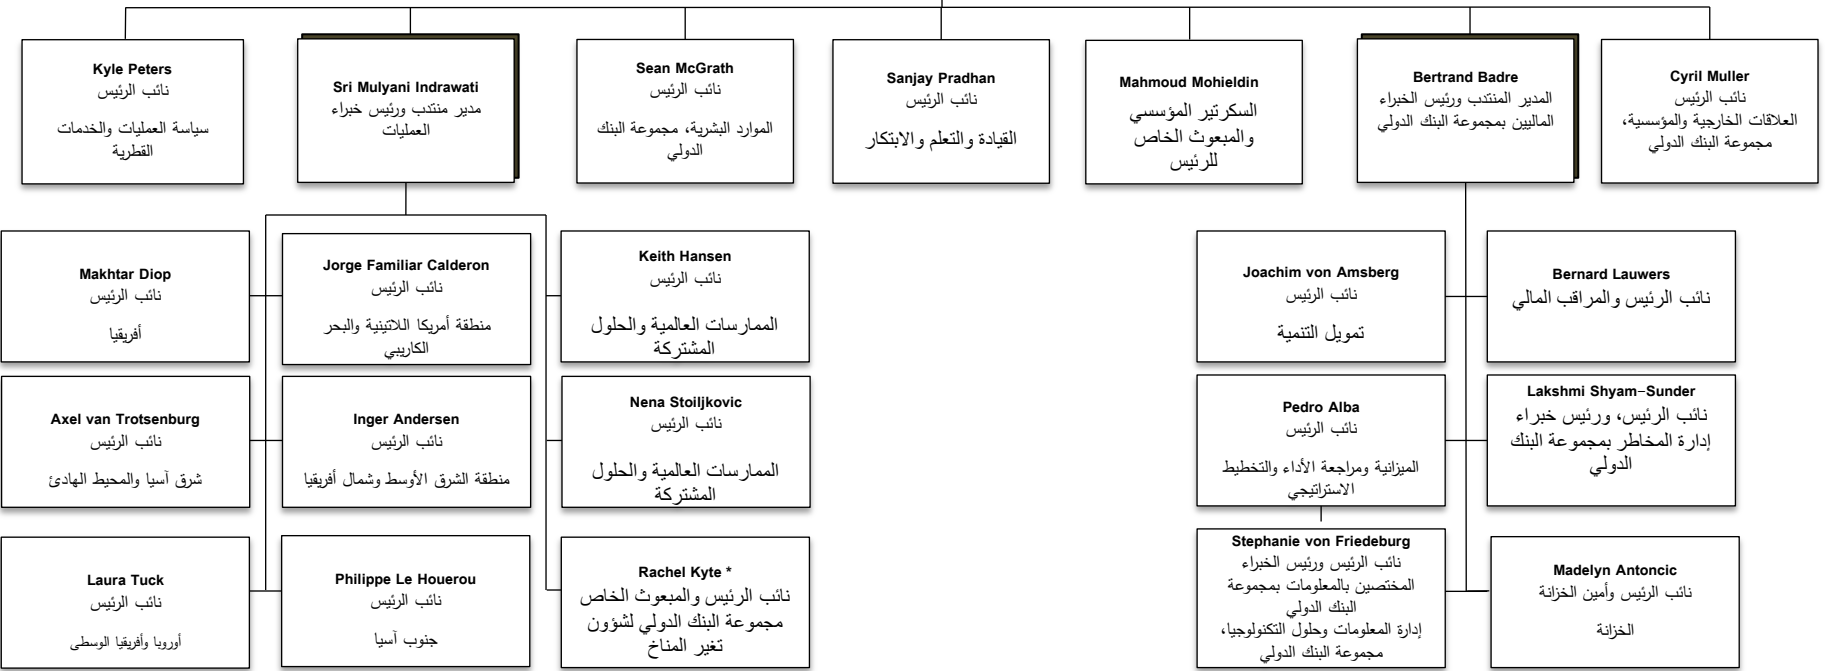 Kyle Peters
نائب الرئيس
سياسة العمليات والخدمات
القطرية
Sri Mulyani Indrawati
مدير منتدب ورئيس خبراء
العمليات
Sean McGrath
نائب الرئيس
الموارد البشرية، مجموعة البنك
الدولي
Sanjay Pradhan
نائب الرئيس
القيادة والتعلم والابتكار
Mahmoud Mohieldin
السكرتير المؤسسي
والمبعوث الخاص
للرئيس
Bertrand Badre
المدير المنتدب ورئيس الخبراء
الماليين بمجموعة البنك الدولي
Cyril Muller
نائب الرئيس
العلاقات الخارجية والمؤسسية،
مجموعة البنك الدولي
Makhtar Diop
نائب الرئيس
أفريقيا
Jorge Familiar Calderon
نائب الرئيس
منطقة أمريكا اللاتينية والبحر
الكاريبي
Keith Hansen
نائب الرئيس
الممارسات العالمية والحلول
المشتركة
Joachim von Amsberg
نائب الرئيس
تمويل التنمية
Bernard Lauwers
نائب الرئيس والمراقب المالي
Axel van Trotsenburg
نائب الرئيس
شرق آسيا والمحيط الهادئ
Inger Andersen
نائب الرئيس
منطقة الشرق الأوسط وشمال أفريقيا
Nena Stoiljkovic
نائب الرئيس
الممارسات العالمية والحلول
المشتركة
Pedro Alba
نائب الرئيس
الميزانية ومراجعة الأداء والتخطيط
الاستراتيجي
Lakshmi Shyam-Sunder
نائب الرئيس، ورئيس خبراء
إدارة المخاطر بمجموعة البنك
الدولي
Laura Tuck
نائب الرئيس
أوروبا وأفريقيا الوسطى
Philippe Le Houerou
نائب الرئيس
جنوب آسيا
Rachel Kyte *
نائب الرئيس والمبعوث الخاص
مجموعة البنك الدولي لشؤون
تغير المناخ
Stephanie von Friedeburg
نائب الرئيس ورئيس الخبراء
المختصين بالمعلومات بمجموعة
البنك الدولي
إدارة المعلومات وحلول التكنولوجيا،
مجموعة البنك الدولي
Madelyn Antoncic
نائب الرئيس وأمين الخزانة
الخزانة